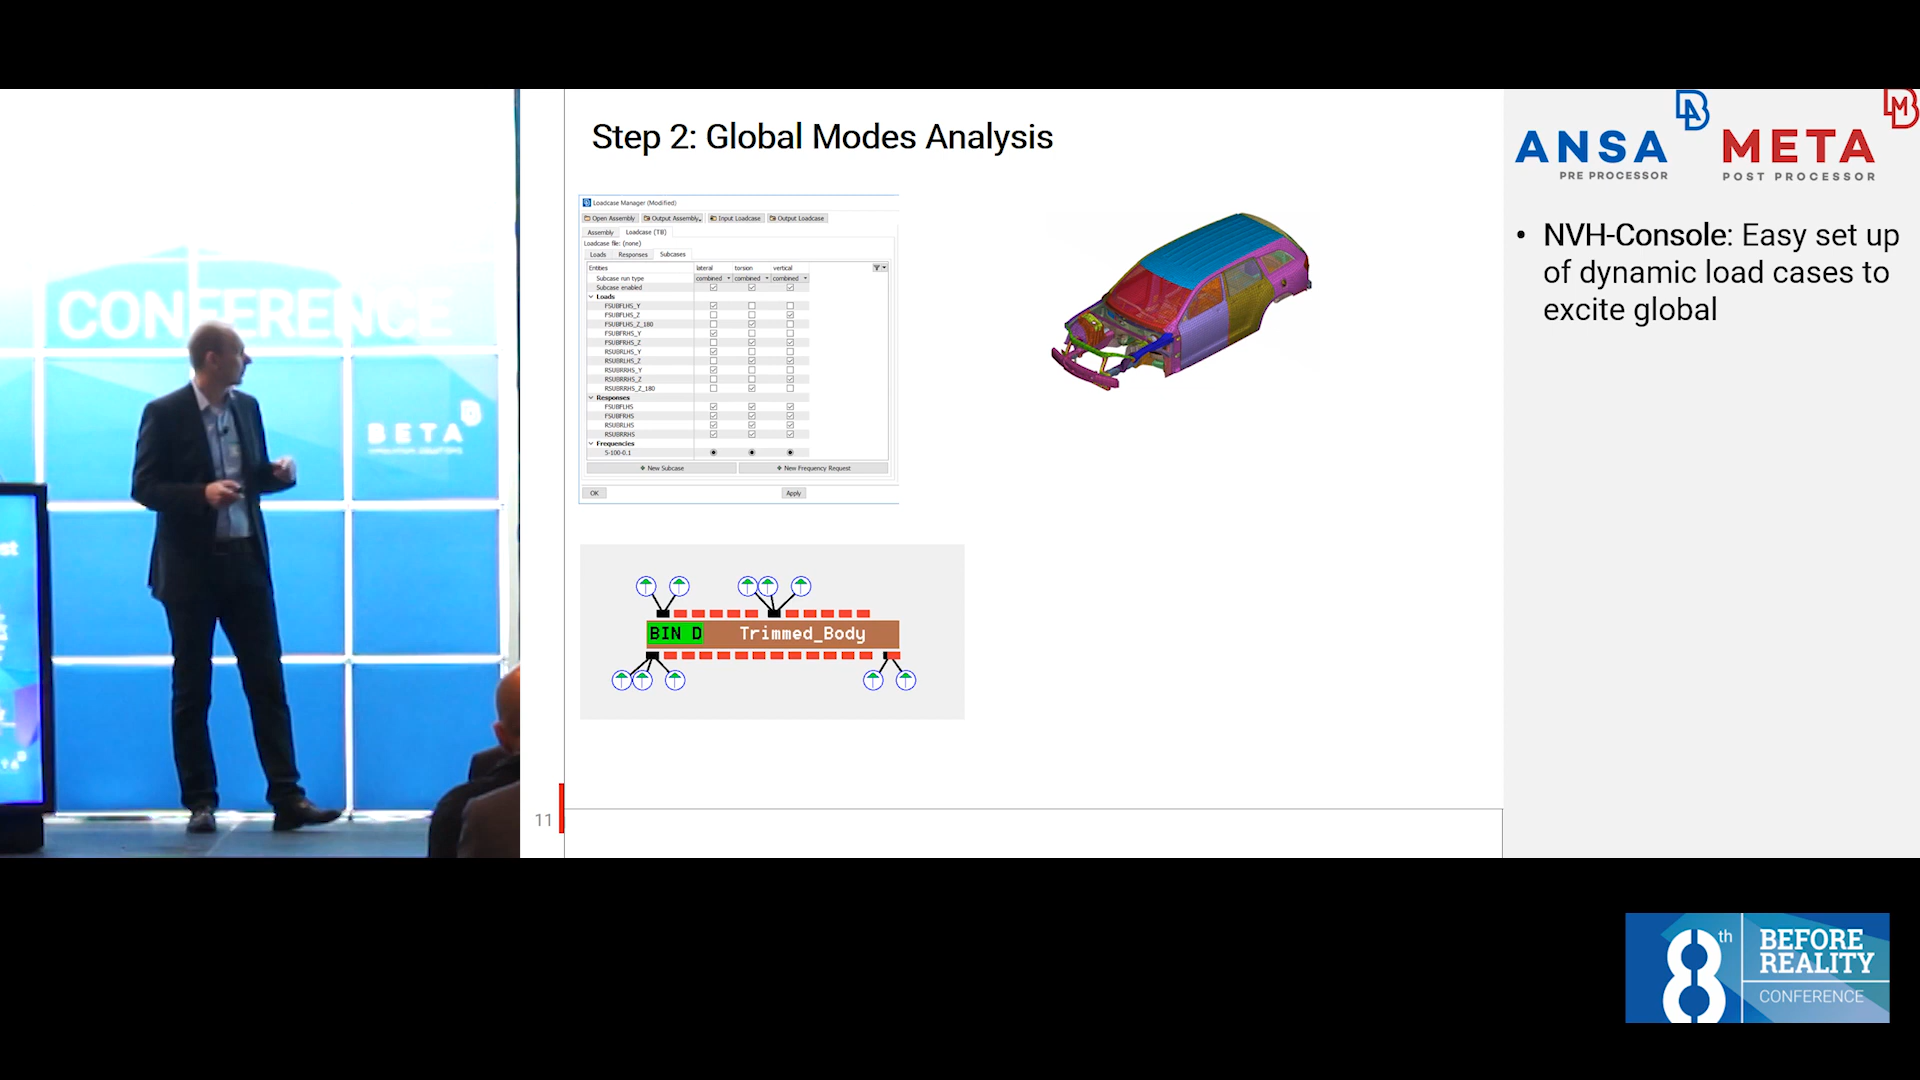 CONFERENCE
BETA
st
Step 2: Global Modes Analysis
Loadcase Manager (Modified)
Open Assembly Output Assembly Input Loadcase Output Loadcase
Assembly Loadcase (TB)
Loadcase file: (none)
Loads Responses Subcases
Entities lateral torsion vertical
Subcase run type combined combined combined
Subcase enabled
Loads
FSUBFLHS_Y
FSUBFLHS_Z
FSUBFLHS_Z_180
FSUBFRHS_Y
FSUBFRHS_Z
RSUBRLHS_Y
RSUBRLHS_Z
RSUBRRHS_Y
RSUBRRHS_Z
RSUBRRHS_Z_180
Responses
FSUBFLHS
FSUBFRHS
RSUBRLHS
RSUBRRHS
Frequencies
5-100-0.1
New Subcase New Frequency Request
OK Apply
BIN D Trimmed_Body
11
ANSA META
PRE PROCESSOR POST PROCESSOR
• NVH-Console: Easy set up
of dynamic load cases to
excite global
8th BEFORE
REALITY
CONFERENCE